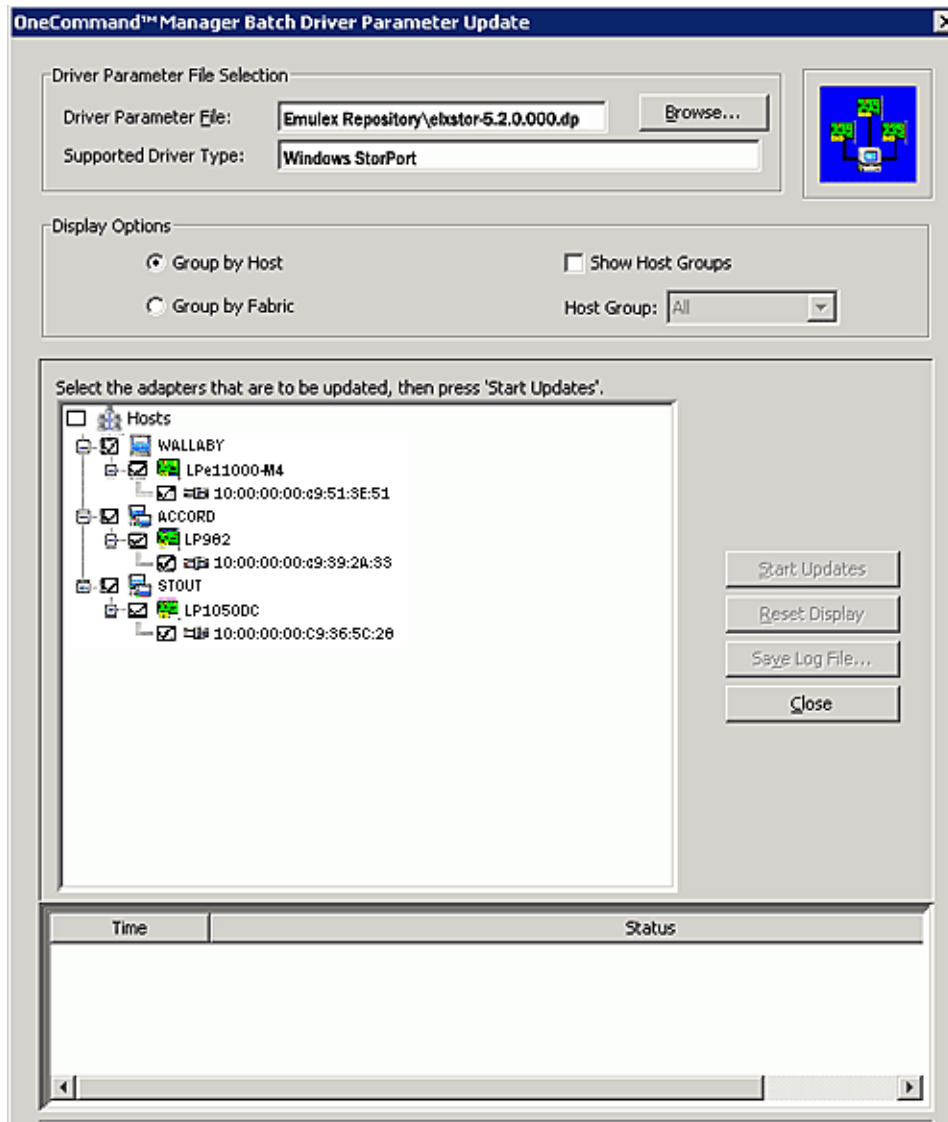 OneCommand™ Manager Batch Driver Parameter Update
Driver Parameter File Selection
Driver Parameter File: Emulex Repository\elxstor-5.2.0.000.dp Browse...
Supported Driver Type: Windows StorPort
Display Options
Group by Host Show Host Groups
Group by Fabric Host Group: All
Select the adapters that are to be updated, then press 'Start Updates'.
Hosts
WALLABY
LPe11000-M4
10:00:00:00:c9:51:3E:51
ACCORD
LP982
10:00:00:00:c9:39:2A:33
STOUT
LP1050DC
10:00:00:00:C9:36:5C:28
Start Updates
Reset Display
Save Log File...
Close
Time Status